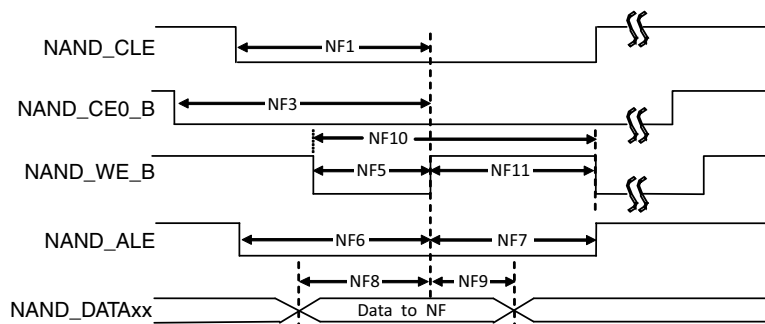 NAND_CLE
NF1
NAND_CE0_B
NF3
NF10
NAND_WE_B
NF5
NF11
NAND_ALE
NF6
NF7
NF8
NF9
NAND_DATAxx
Data to NF